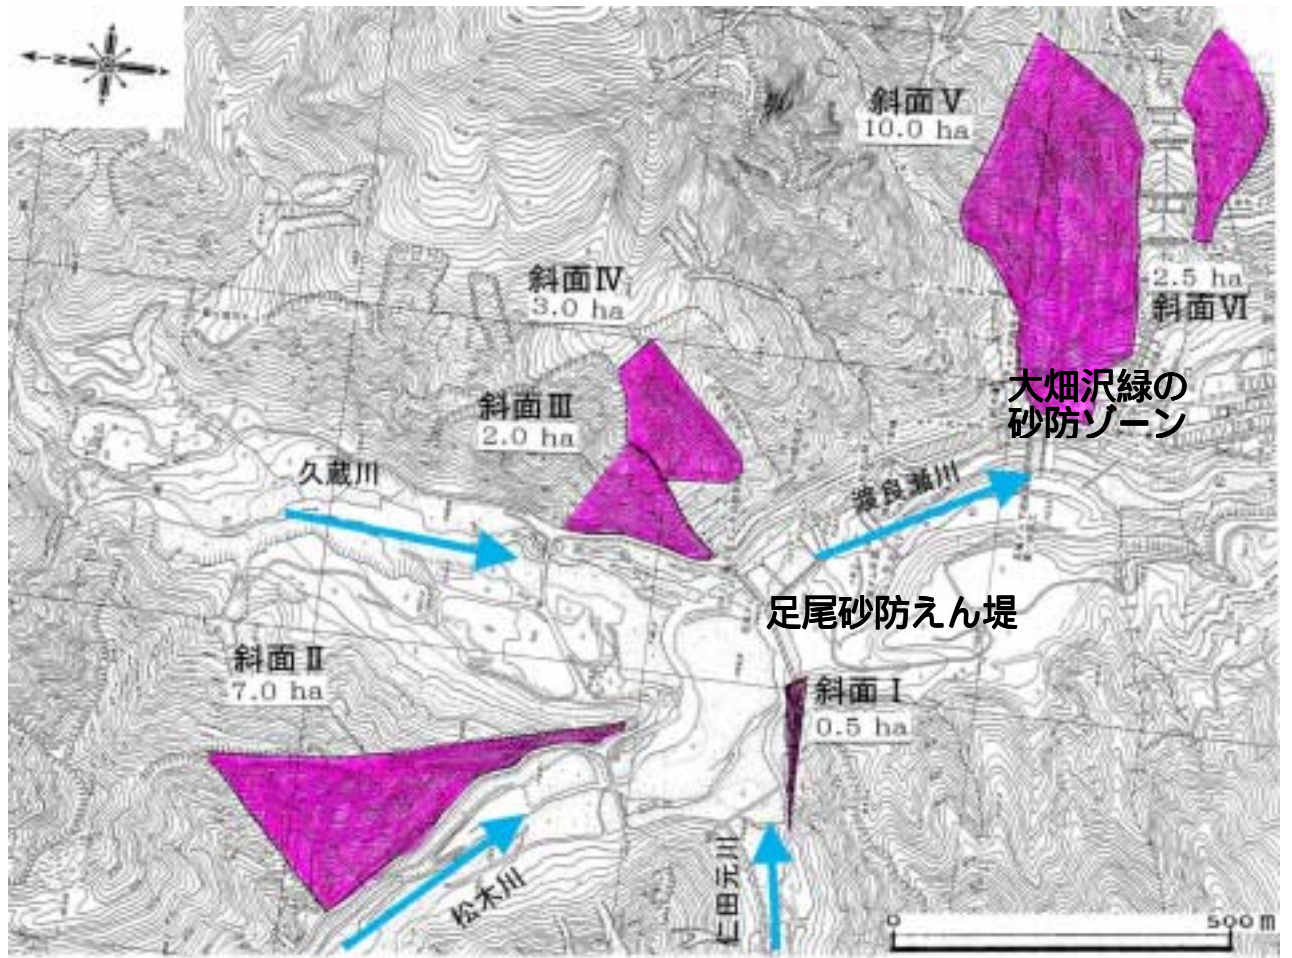 N
斜面Ⅴ
10.0 ha
斜面Ⅳ
3.0 ha
2.5 ha
斜面Ⅵ
大畑沢緑の
砂防ゾーン
斜面Ⅲ
2.0 ha
久蔵川
渡良瀬川
足尾砂防えん堤
斜面Ⅱ
7.0 ha
斜面Ⅰ
0.5 ha
松木川
仁田元川
0
500m